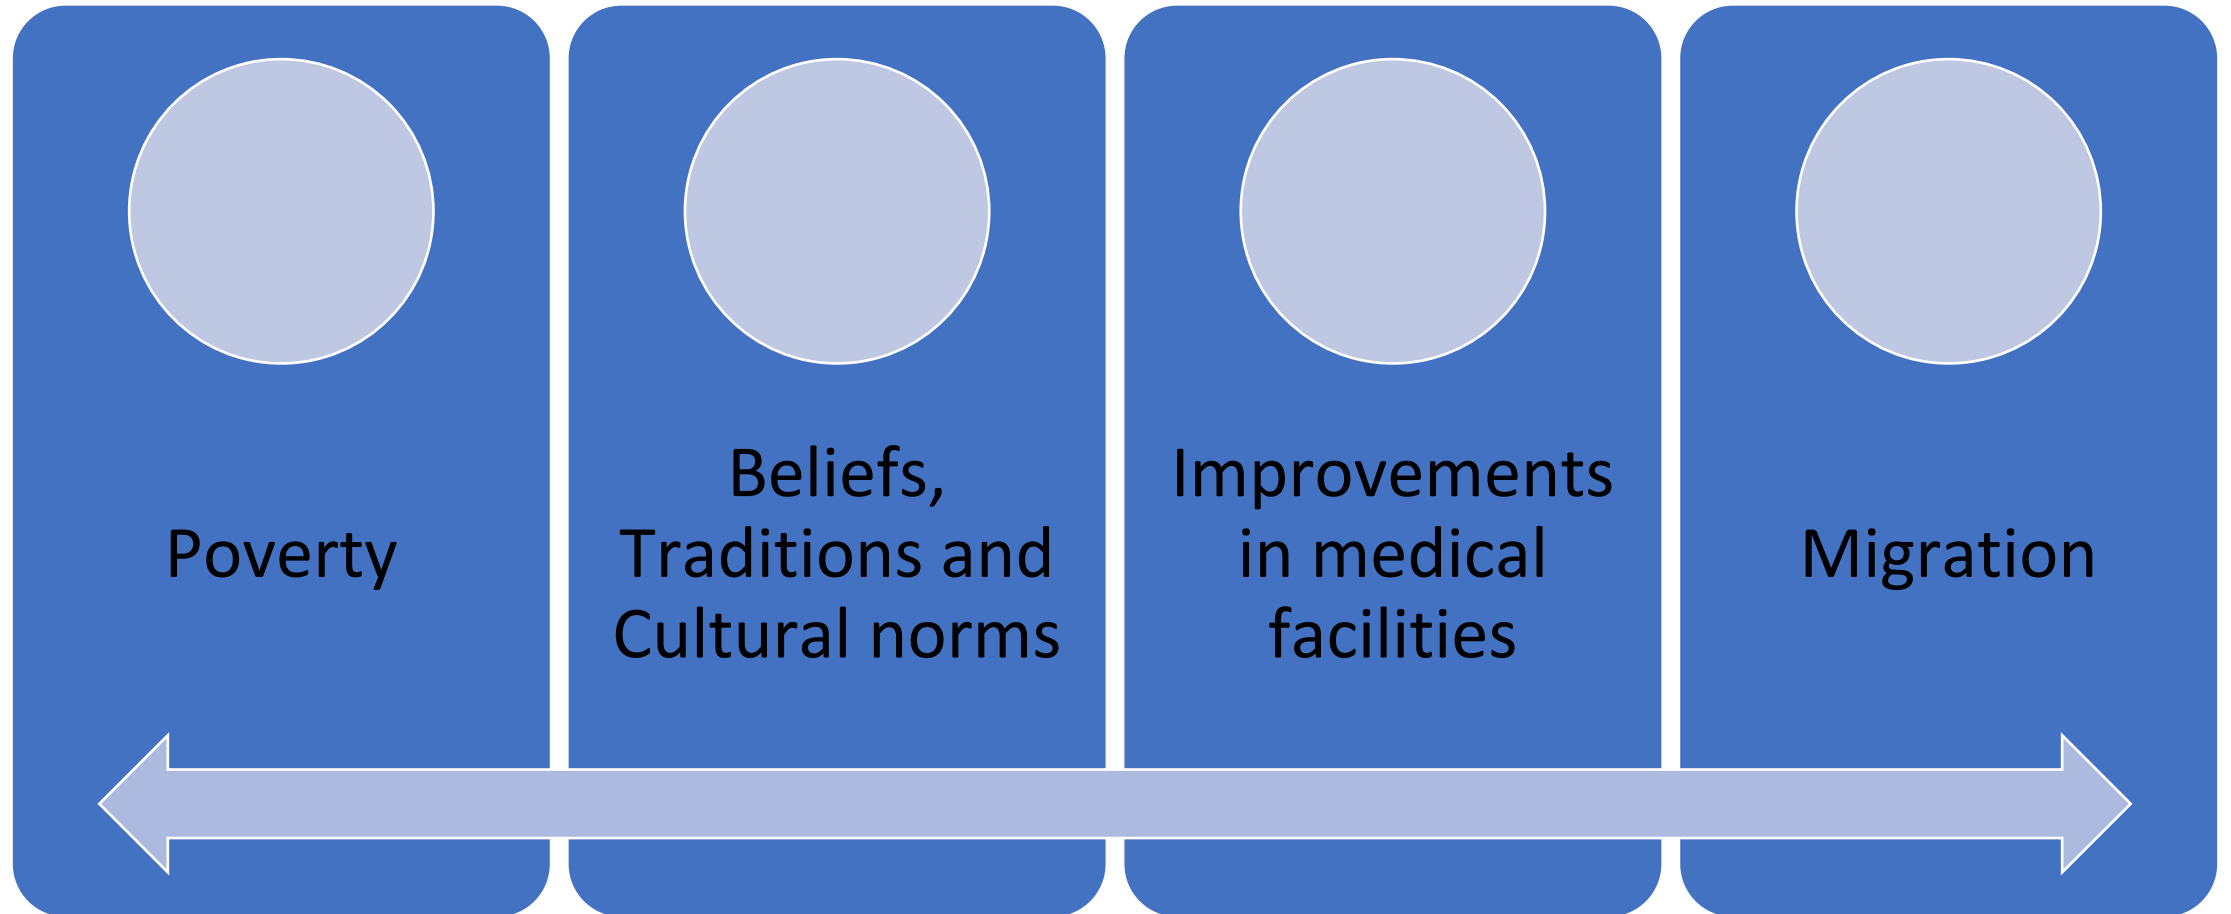 Poverty
Beliefs,
Traditions and
Cultural norms
Improvements
in medical
facilities
Migration